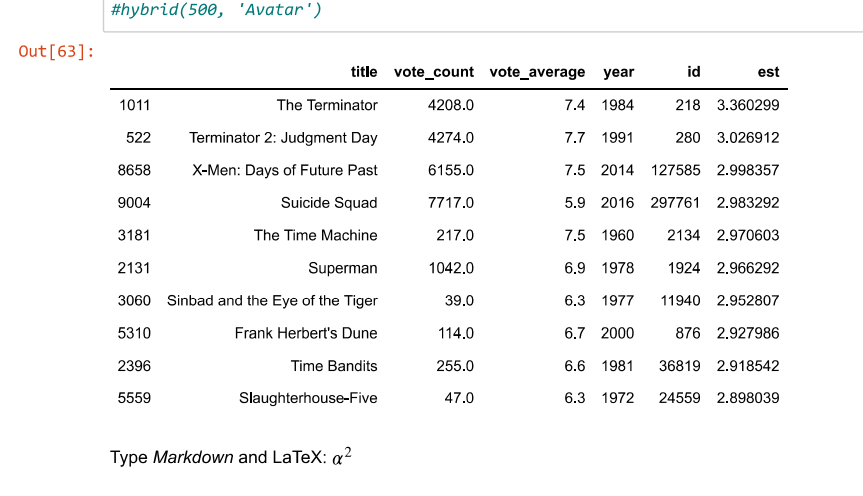 #hybrid(500, 'Avatar')
Out[63]:
title vote_count vote_average year id est
1011 The Terminator 4208.0 7.4 1984 218 3.360299
522 Terminator 2: Judgment Day 4274.0 7.7 1991 280 3.026912
8658 X-Men: Days of Future Past 6155.0 7.5 2014 127585 2.998357
9004 Suicide Squad 7717.0 5.9 2016 297761 2.983292
3181 The Time Machine 217.0 7.5 1960 2134 2.970603
2131 Superman 1042.0 6.9 1978 1924 2.966292
3060 Sinbad and the Eye of the Tiger 39.0 6.3 1977 11940 2.952807
5310 Frank Herbert's Dune 114.0 6.7 2000 876 2.927986
2396 Time Bandits 255.0 6.6 1981 36819 2.918542
5559 Slaughterhouse-Five 47.0 6.3 1972 24559 2.898039
Type Markdown and LaTeX: α²